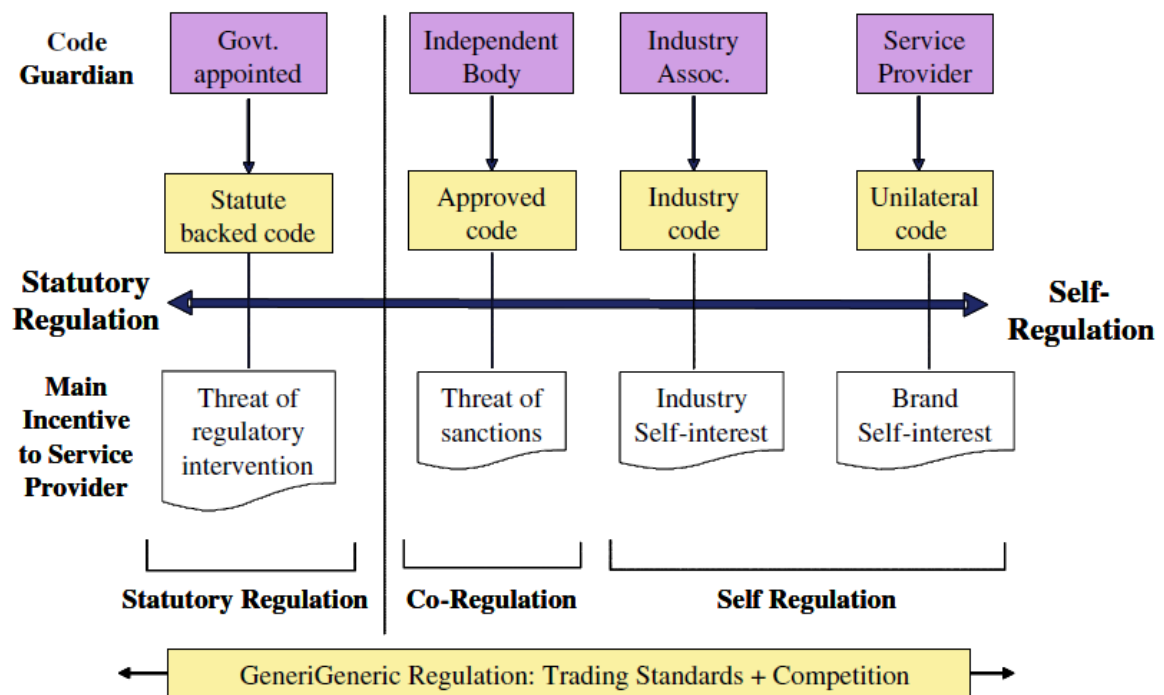 Code
Guardian
Govt.
appointed
Independent
Body
Industry
Assoc.
Service
Provider
Statute
backed code
Approved
code
Industry
code
Unilateral
code
Statutory
Regulation
Self-
Regulation
Main
Incentive
to Service
Provider
Threat of
regulatory
intervention
Threat of
sanctions
Industry
Self-interest
Brand
Self-interest
Statutory Regulation
Co-Regulation
Self Regulation
GeneriGeneric Regulation: Trading Standards + Competition